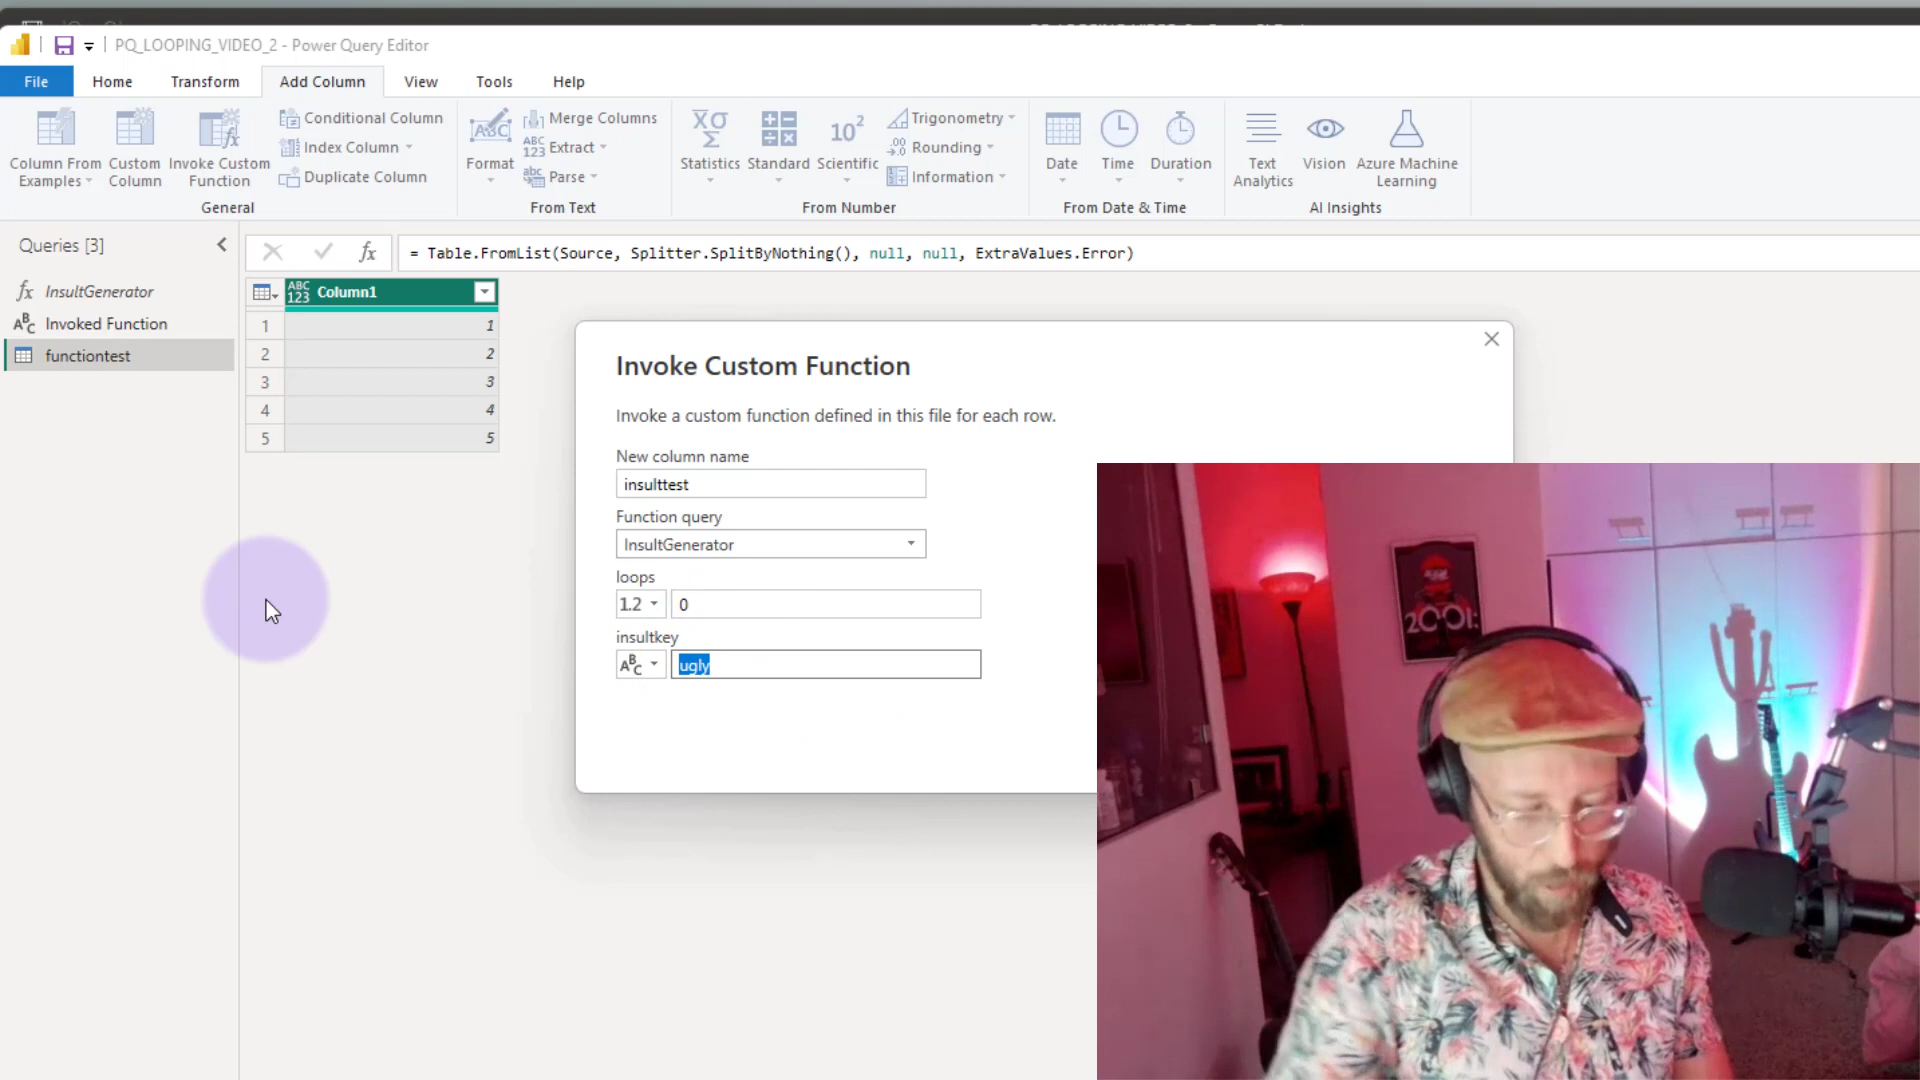 PQ_LOOPING_VIDEO_2 - Power Query Editor
File Home Transform Add Column View Tools Help
Column From Examples
Custom Column
Invoke Custom Function
Conditional Column
Index Column
Duplicate Column
General
Format
Merge Columns
Extract
Parse
From Text
Statistics
Standard
Scientific
Trigonometry
Rounding
Information
From Number
Date
Time
Duration
From Date & Time
Text Analytics
Vision
Azure Machine Learning
AI Insights
Queries [3]
= Table.FromList(Source, Splitter.SplitByNothing(), null, null, ExtraValues.Error)
fx InsultGenerator
ABC Invoked Function
functiontest
ABC 123 Column1
1 1
2 2
3 3
4 4
5 5
Invoke Custom Function
Invoke a custom function defined in this file for each row.
New column name
insulttest
Function query
InsultGenerator
loops
1.2 0
insultkey
ABC ugly
2001: